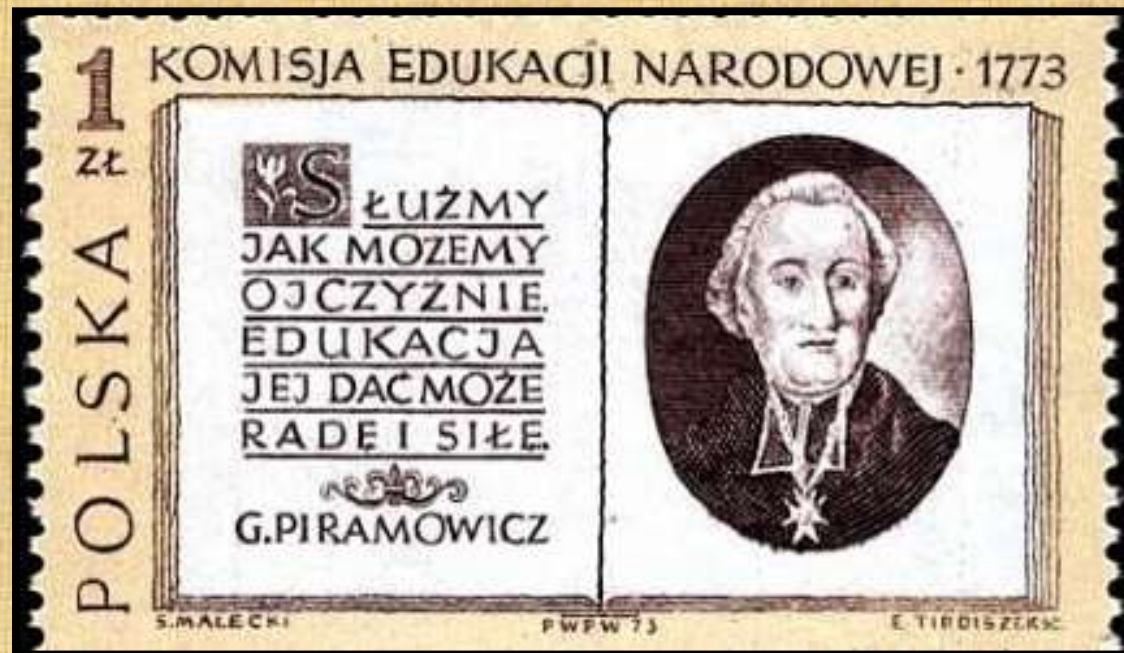 KOMISJA EDUKACJI NARODOWEJ · 1773
1
ZŁ
POLSKA
SŁUŻMY
JAK MOŻEMY
OJCZYŹNIE.
EDUKACJA
JEJ DAĆ MOŻE
RADĘ I SIŁĘ.
G. PIRAMOWICZ
S. MAŁECKI
PWPW 73